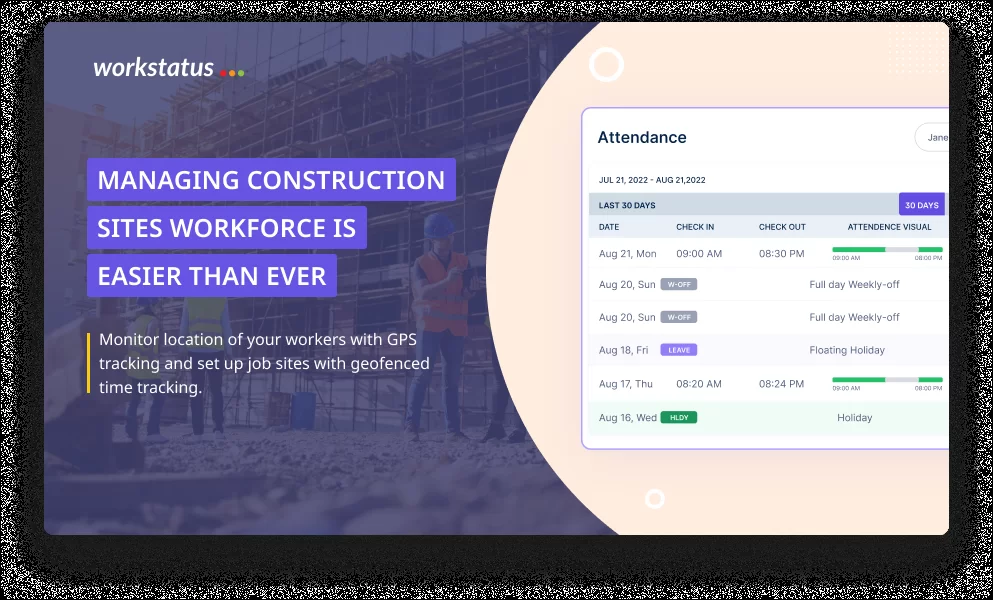 workstatus
MANAGING CONSTRUCTION
SITES WORKFORCE IS
EASIER THAN EVER
Monitor location of your workers with GPS
tracking and set up job sites with geofenced
time tracking.
Attendance
Jane
JUL 21, 2022 - AUG 21,2022
LAST 30 DAYS 30 DAYS
DATE CHECK IN CHECK OUT ATTENDENCE VISUAL
Aug 21, Mon 09:00 AM 08:30 PM
09:00 AM 08:00 PM
Aug 20, Sun W-OFF Full day Weekly-off
Aug 20, Sun W-OFF Full day Weekly-off
Aug 18, Fri LEAVE Floating Holiday
Aug 17, Thu 08:20 AM 08:24 PM
09:00 AM 08:00 PM
Aug 16, Wed HLDY Holiday